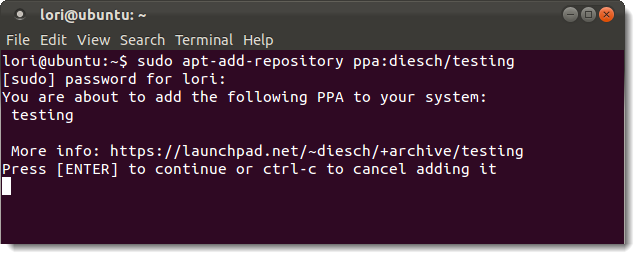 lori@ubuntu: ~
File Edit View Search Terminal Help
lori@ubuntu:~$ sudo apt-add-repository ppa:diesch/testing
[sudo] password for lori:
You are about to add the following PPA to your system:
 testing
 More info: https://launchpad.net/~diesch/+archive/testing
Press [ENTER] to continue or ctrl-c to cancel adding it